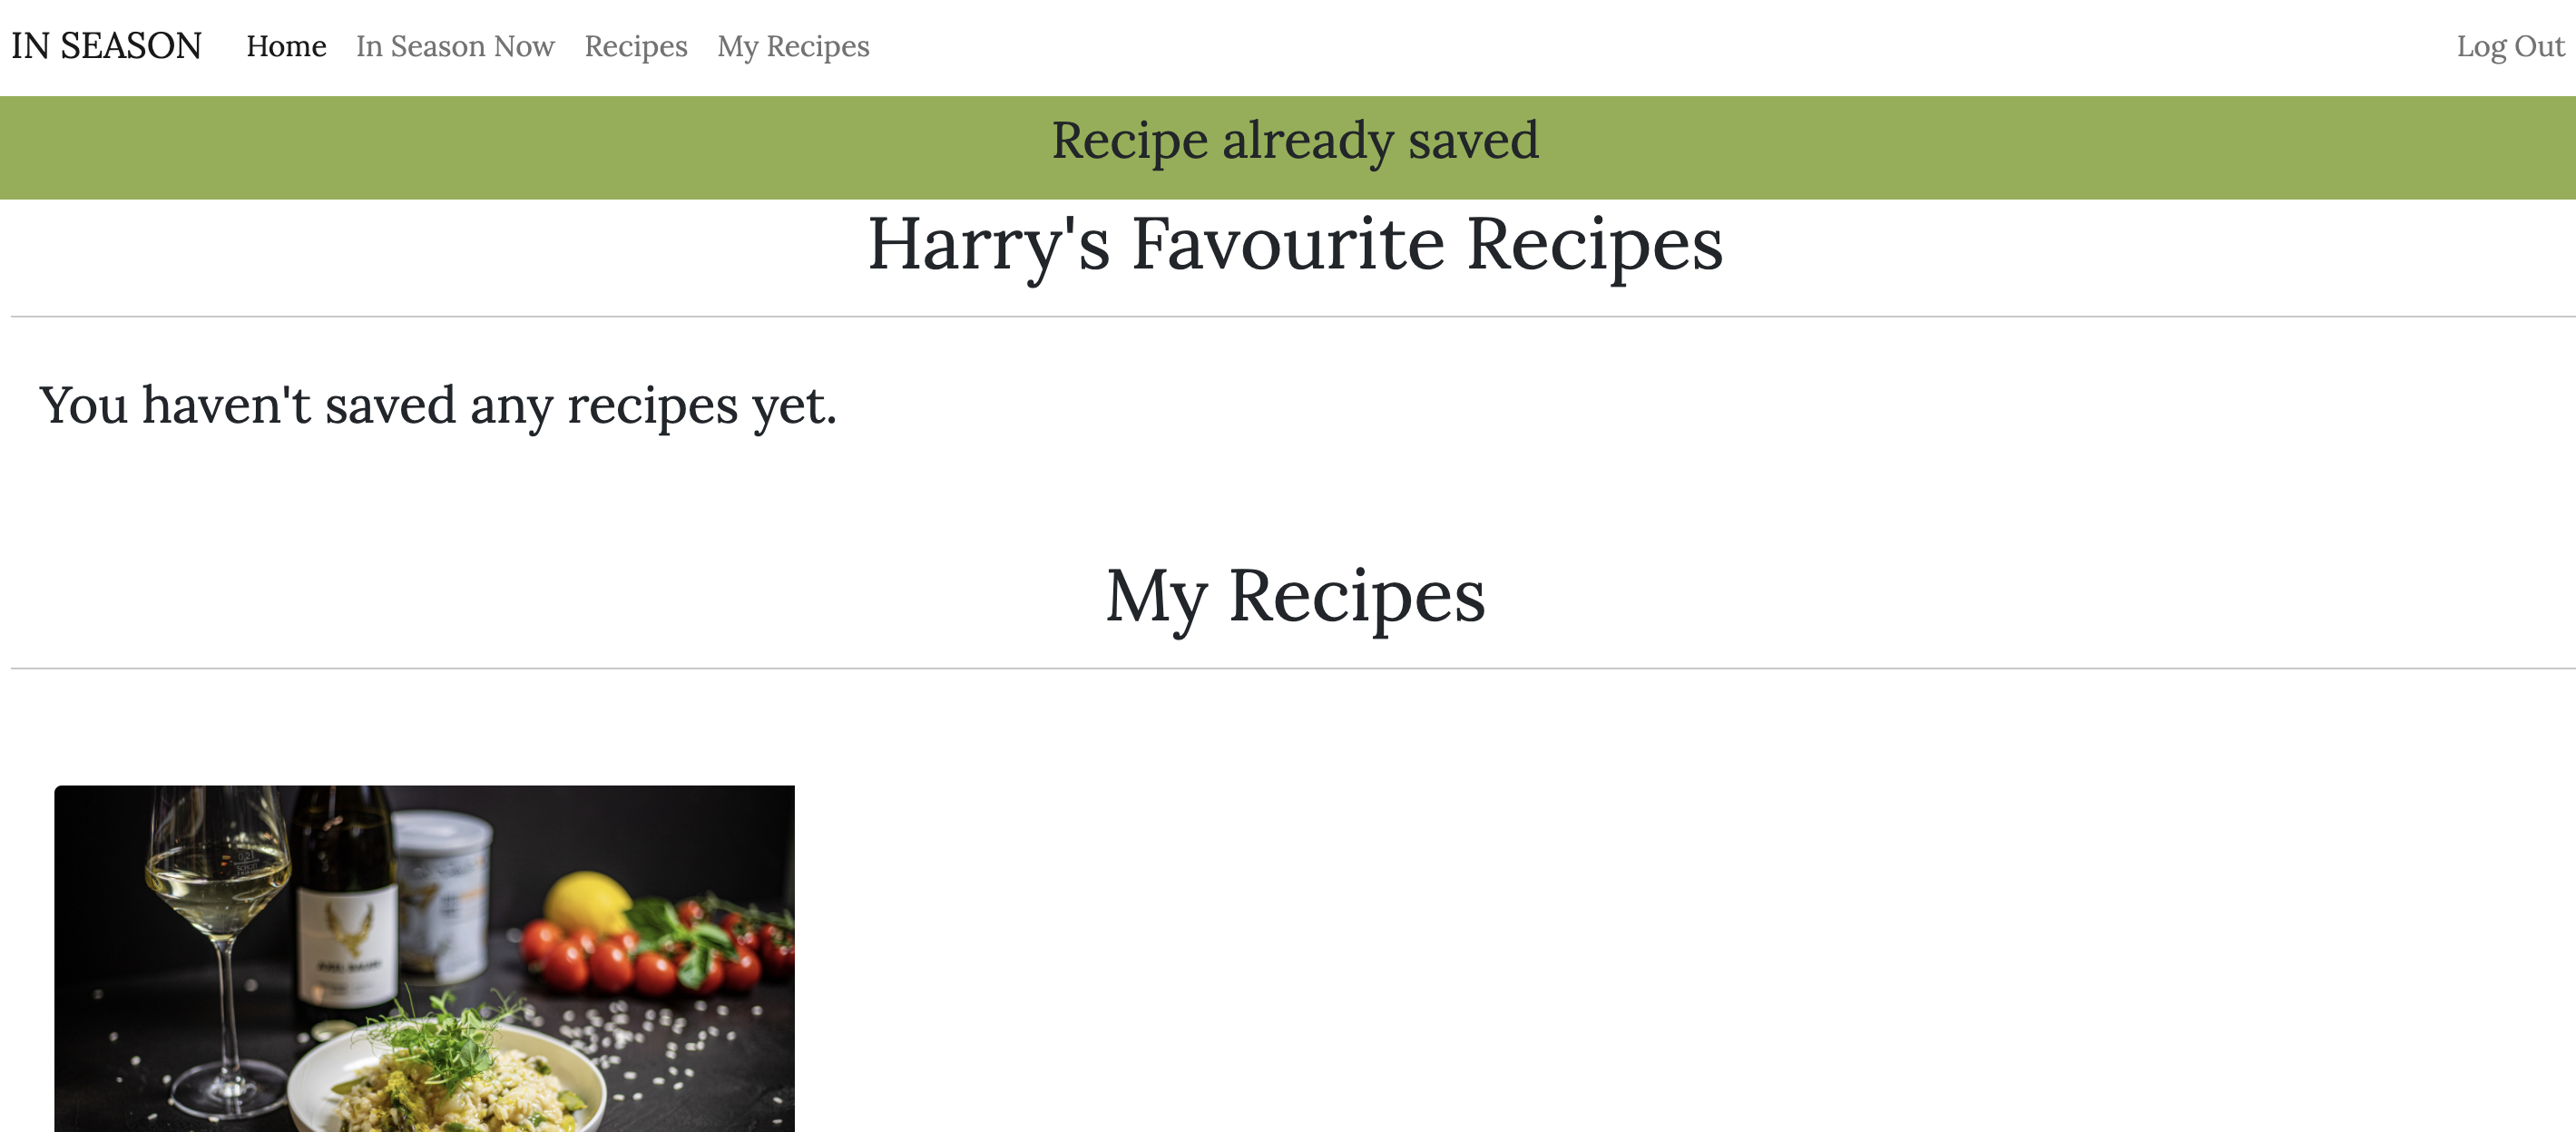 IN SEASON Home In Season Now Recipes My Recipes Log Out
Recipe already saved
Harry's Favourite Recipes
You haven't saved any recipes yet.
My Recipes